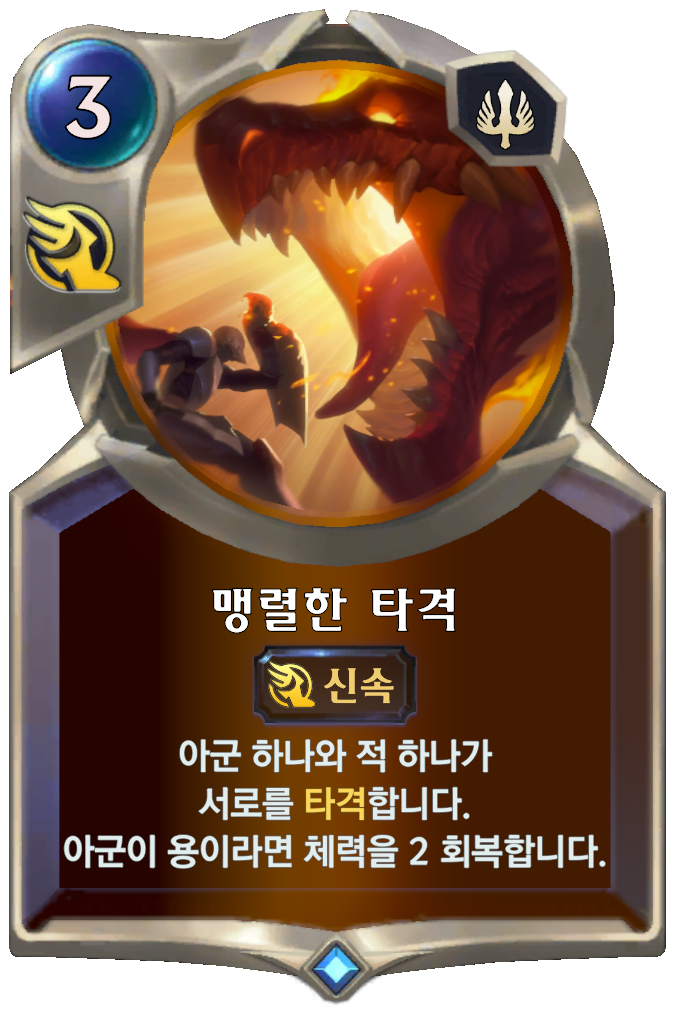 3
맹렬한 타격
신속
아군 하나와 적 하나가
서로를 타격합니다.
아군이 용이라면 체력을 2 회복합니다.